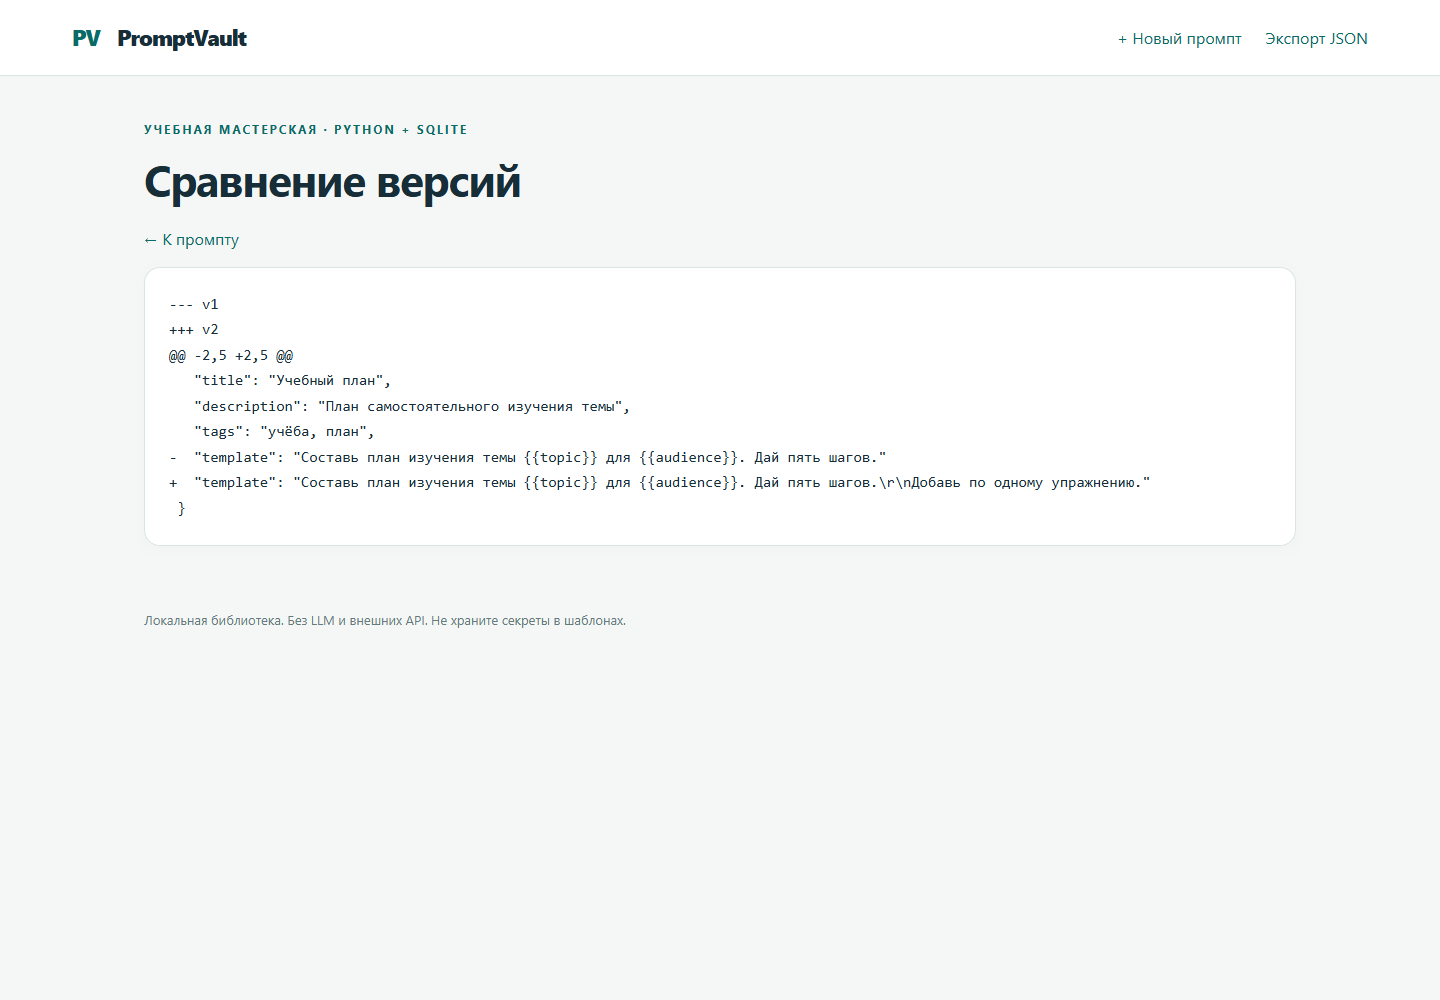 PV PromptVault
+ Новый промпт Экспорт JSON
УЧЕБНАЯ МАСТЕРСКАЯ · PYTHON + SQLITE
Сравнение версий
← К промпту
--- v1
+++ v2
@@ -2,5 +2,5 @@
   "title": "Учебный план",
   "description": "План самостоятельного изучения темы",
   "tags": "учёба, план",
-  "template": "Составь план изучения темы {{topic}} для {{audience}}. Дай пять шагов."
+  "template": "Составь план изучения темы {{topic}} для {{audience}}. Дай пять шагов.\r\nДобавь по одному упражнению."
 }
Локальная библиотека. Без LLM и внешних API. Не храните секреты в шаблонах.